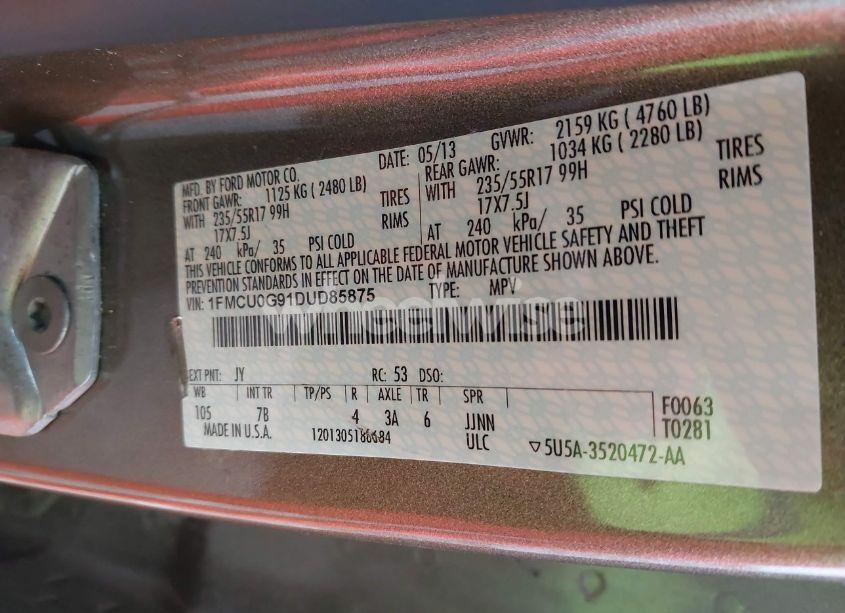 MFD. BY FORD MOTOR CO.
DATE: 05/13 GVWR: 2159 KG ( 4760 LB)
FRONT GAWR: 1125 KG ( 2480 LB) REAR GAWR: 1034 KG ( 2280 LB)
WITH 235/55R17 99H TIRES WITH 235/55R17 99H TIRES
17X7.5J RIMS 17X7.5J RIMS
AT 240 kPa/ 35 PSI COLD AT 240 kPa/ 35 PSI COLD
THIS VEHICLE CONFORMS TO ALL APPLICABLE FEDERAL MOTOR VEHICLE SAFETY AND THEFT
PREVENTION STANDARDS IN EFFECT ON THE DATE OF MANUFACTURE SHOWN ABOVE.
VIN: 1FMCU0G91DUD85875 TYPE: MPV
wheelwise
EXT PNT: JY RC: 53 DSO:
WB INT TR TP/PS R AXLE TR SPR
105 7B 4 3A 6 JJNN F0063
MADE IN U.S.A. 1201305186684 ULC T0281
5U5A-3520472-AA